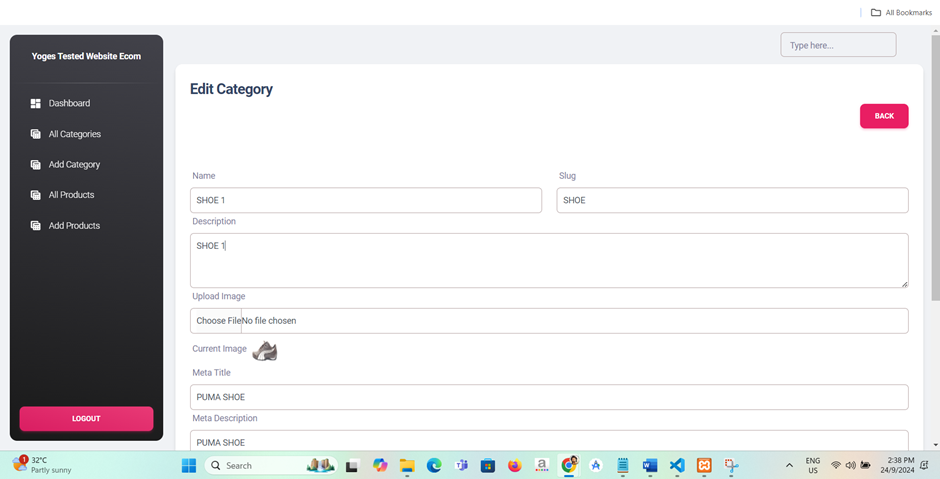 All Bookmarks
Yoges Tested Website Ecom
Type here...
Dashboard
All Categories
Add Category
All Products
Add Products
LOGOUT
Edit Category
BACK
Name
Slug
SHOE 1
SHOE
Description
SHOE 1
Upload Image
Choose File No file chosen
Current Image
Meta Title
PUMA SHOE
Meta Description
PUMA SHOE
1
32°C
Partly sunny
Search
ENG
US
2:38 PM
24/9/2024